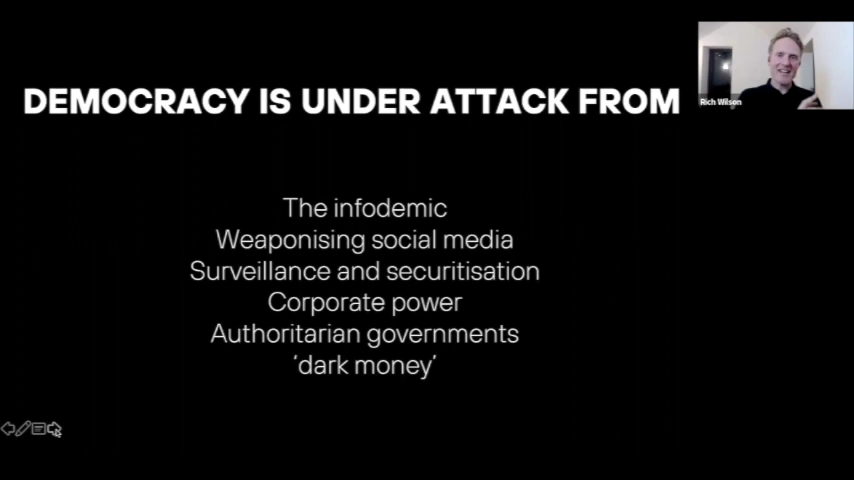 DEMOCRACY IS UNDER ATTACK FROM
Rich Wilson
The infodemic
Weaponising social media
Surveillance and securitisation
Corporate power
Authoritarian governments
‘dark money’